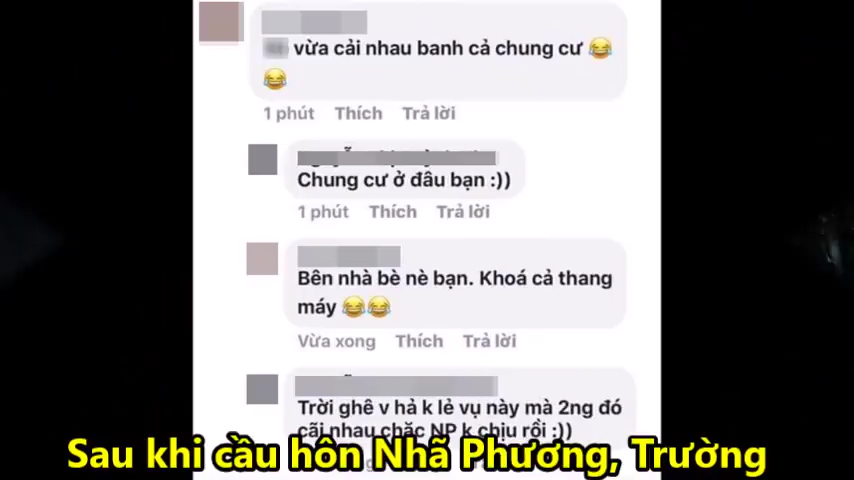 vừa cải nhau banh cả chung cư 😂
😂
1 phút Thích Trả lời
Chung cư ở đâu bạn :))
1 phút Thích Trả lời
Bên nhà bè nè bạn. Khoá cả thang
máy 😂😂
Vừa xong Thích Trả lời
Trời ghê v hả k lẻ vụ này mà 2ng đó
cãi nhau chắc NP k chịu rồi :))
Sau khi cầu hôn Nhã Phương, Trường